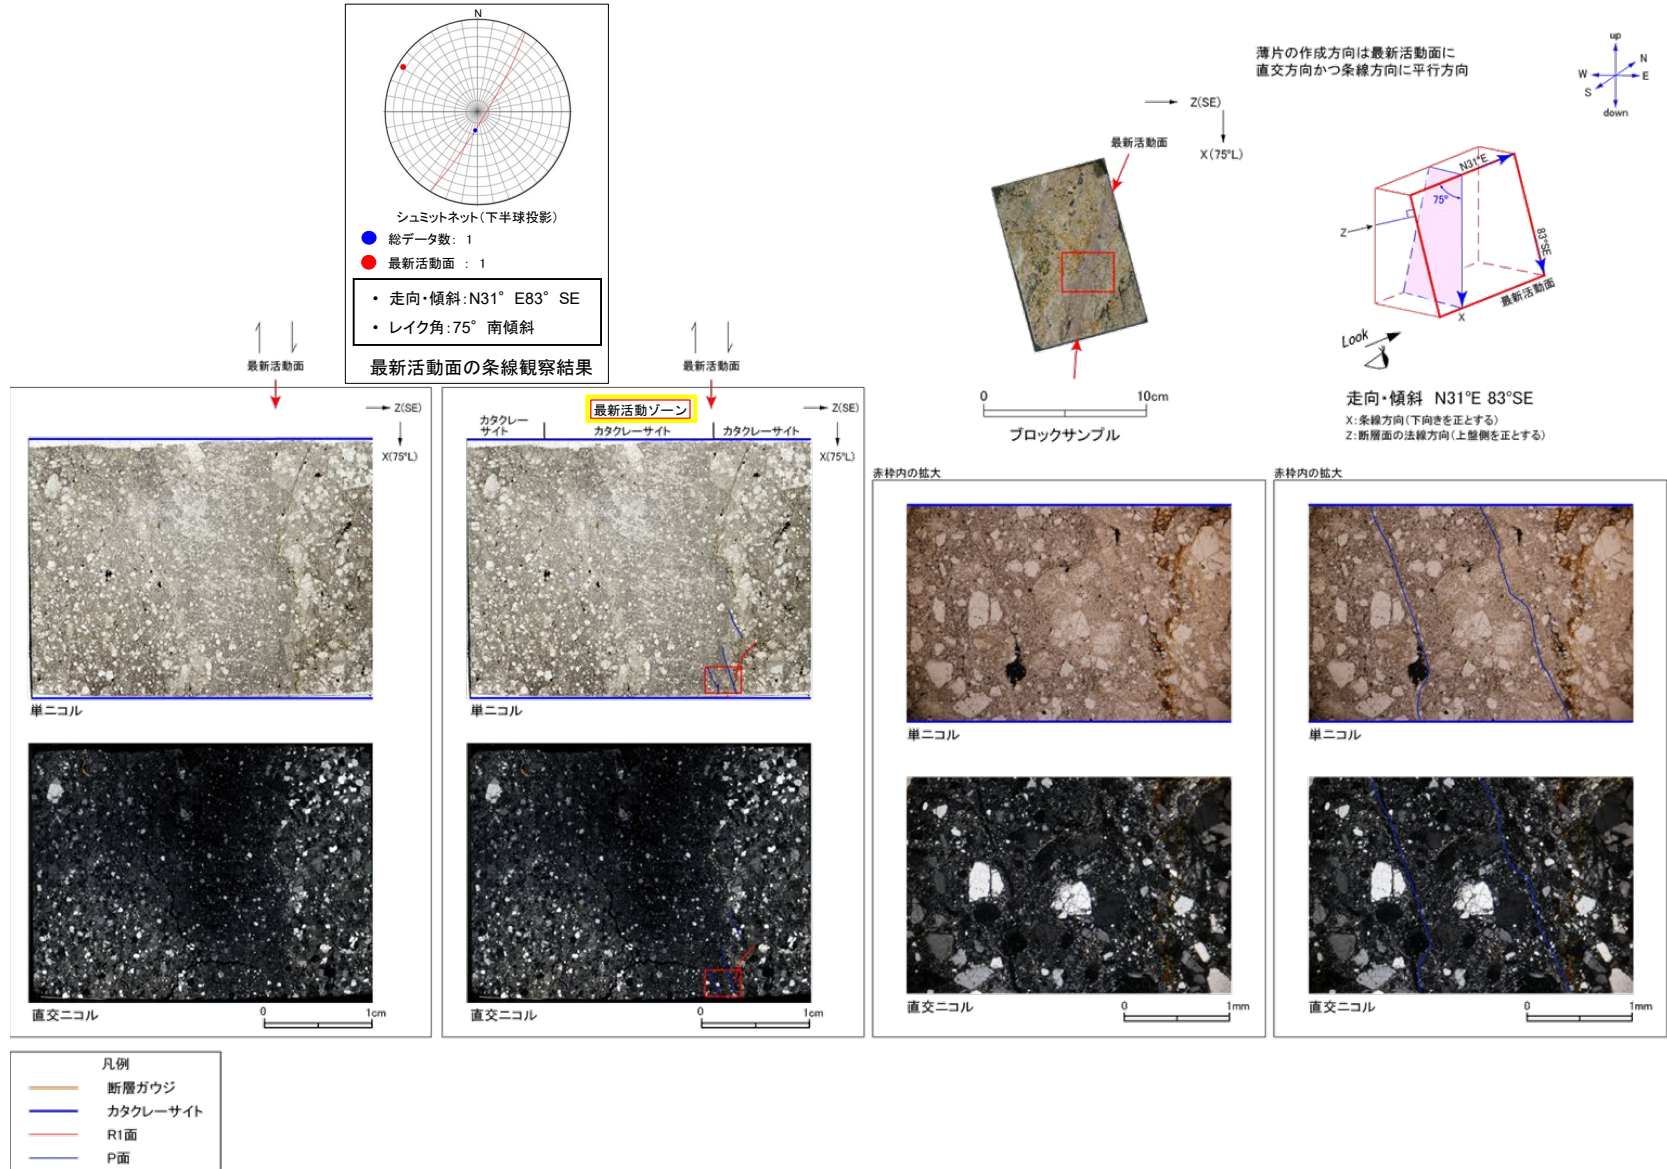 N
シュミットネット(下半球投影)
総データ数: 1
最新活動面 : 1
・ 走向・傾斜:N31° E83° SE
・ レイク角:75° 南傾斜
最新活動面の条線観察結果
薄片の作成方向は最新活動面に
直交方向かつ条線方向に平行方向
up
N
W
E
S
down
Z(SE)
X(75°L)
最新活動面
0
10cm
ブロックサンプル
N31°E
75°
Z
83°SE
最新活動面
X
Look
走向・傾斜 N31°E 83°SE
X:条線方向(下向きを正とする)
Z:断層面の法線方向(上盤側を正とする)
最新活動面
Z(SE)
X(75°L)
単ニコル
直交ニコル
0
1cm
最新活動面
最新活動ゾーン
Z(SE)
カタクレー
サイト
カタクレーサイト
カタクレーサイト
X(75°L)
単ニコル
直交ニコル
0
1cm
赤枠内の拡大
単ニコル
直交ニコル
0
1mm
赤枠内の拡大
単ニコル
直交ニコル
0
1mm
凡例
断層ガウジ
カタクレーサイト
R1面
P面